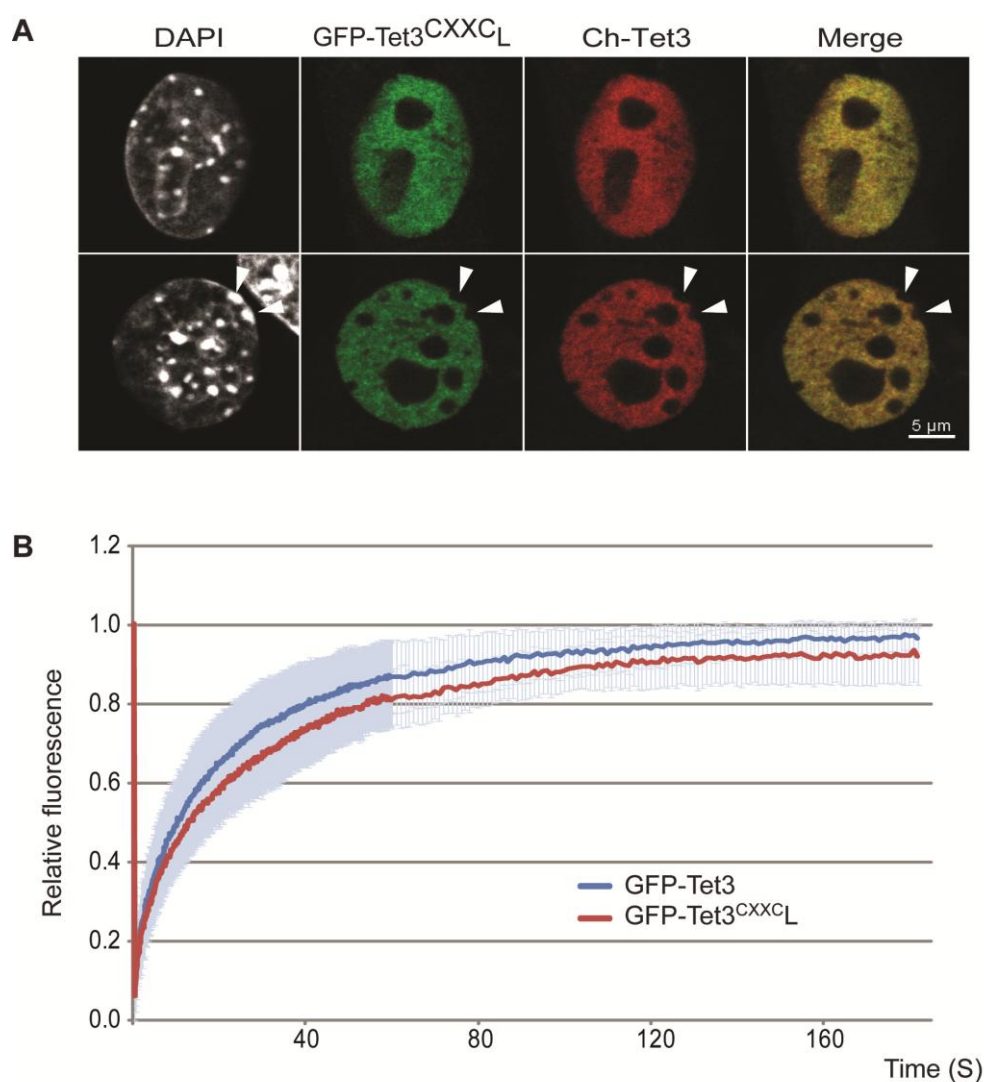 A
DAPI GFP-Tet3CXXCL Ch-Tet3 Merge
5 µm
B
1.2
1.0
0.8
0.6
0.4
0.2
0.0
Relative fluorescence
GFP-Tet3
GFP-Tet3CXXCL
40 80 120 160
Time (S)